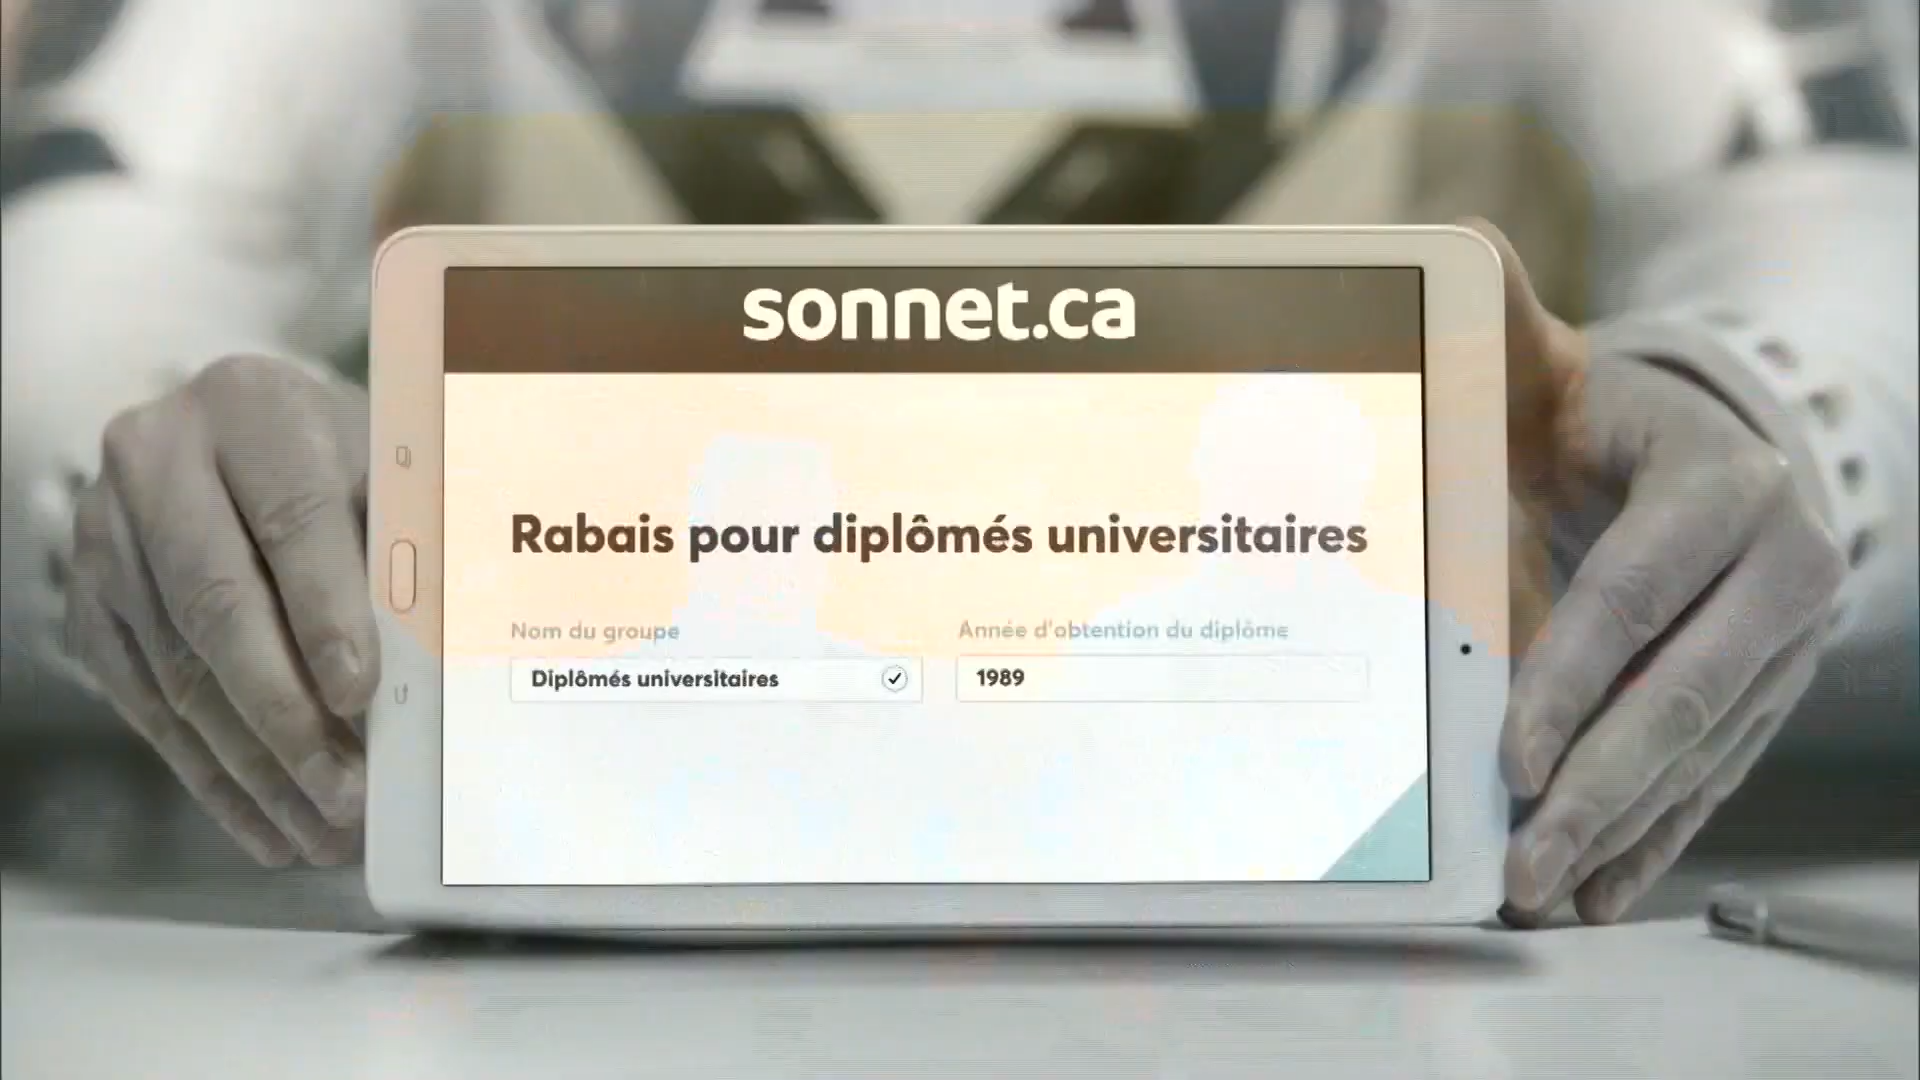 sonnet.ca
Rabais pour diplômés universitaires
Nom du groupe
Année d'obtention du diplôme
Diplômés universitaires
1989